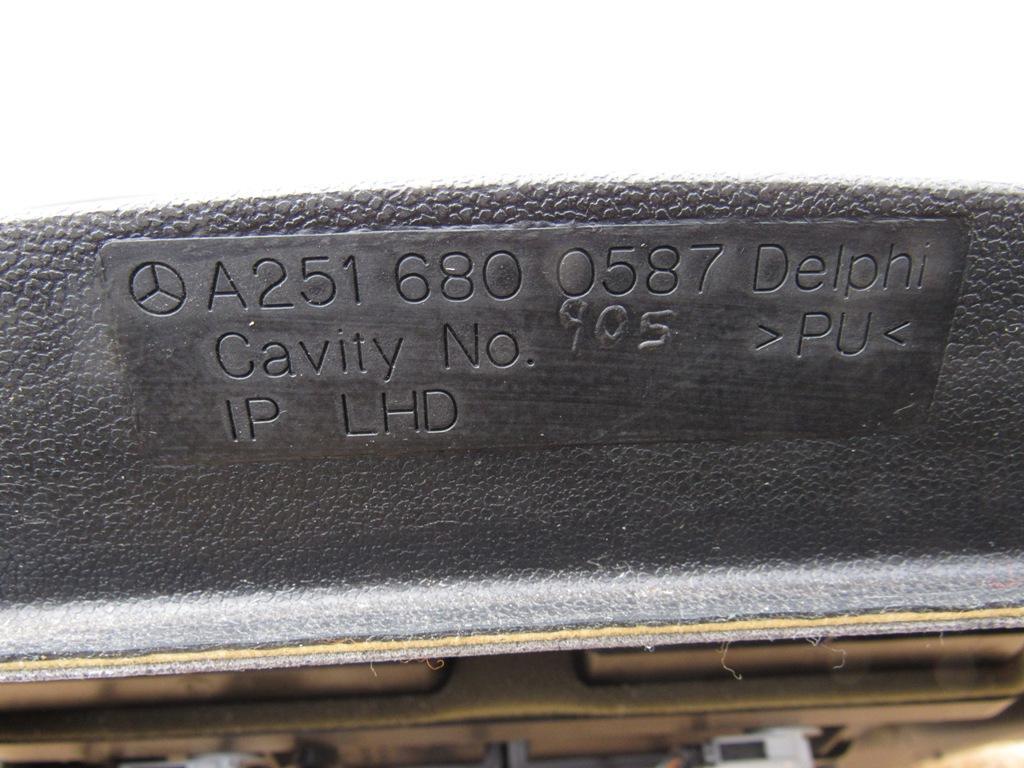 A251 680 0587 Delphi
Cavity No. 905 >PU<
IP LHD